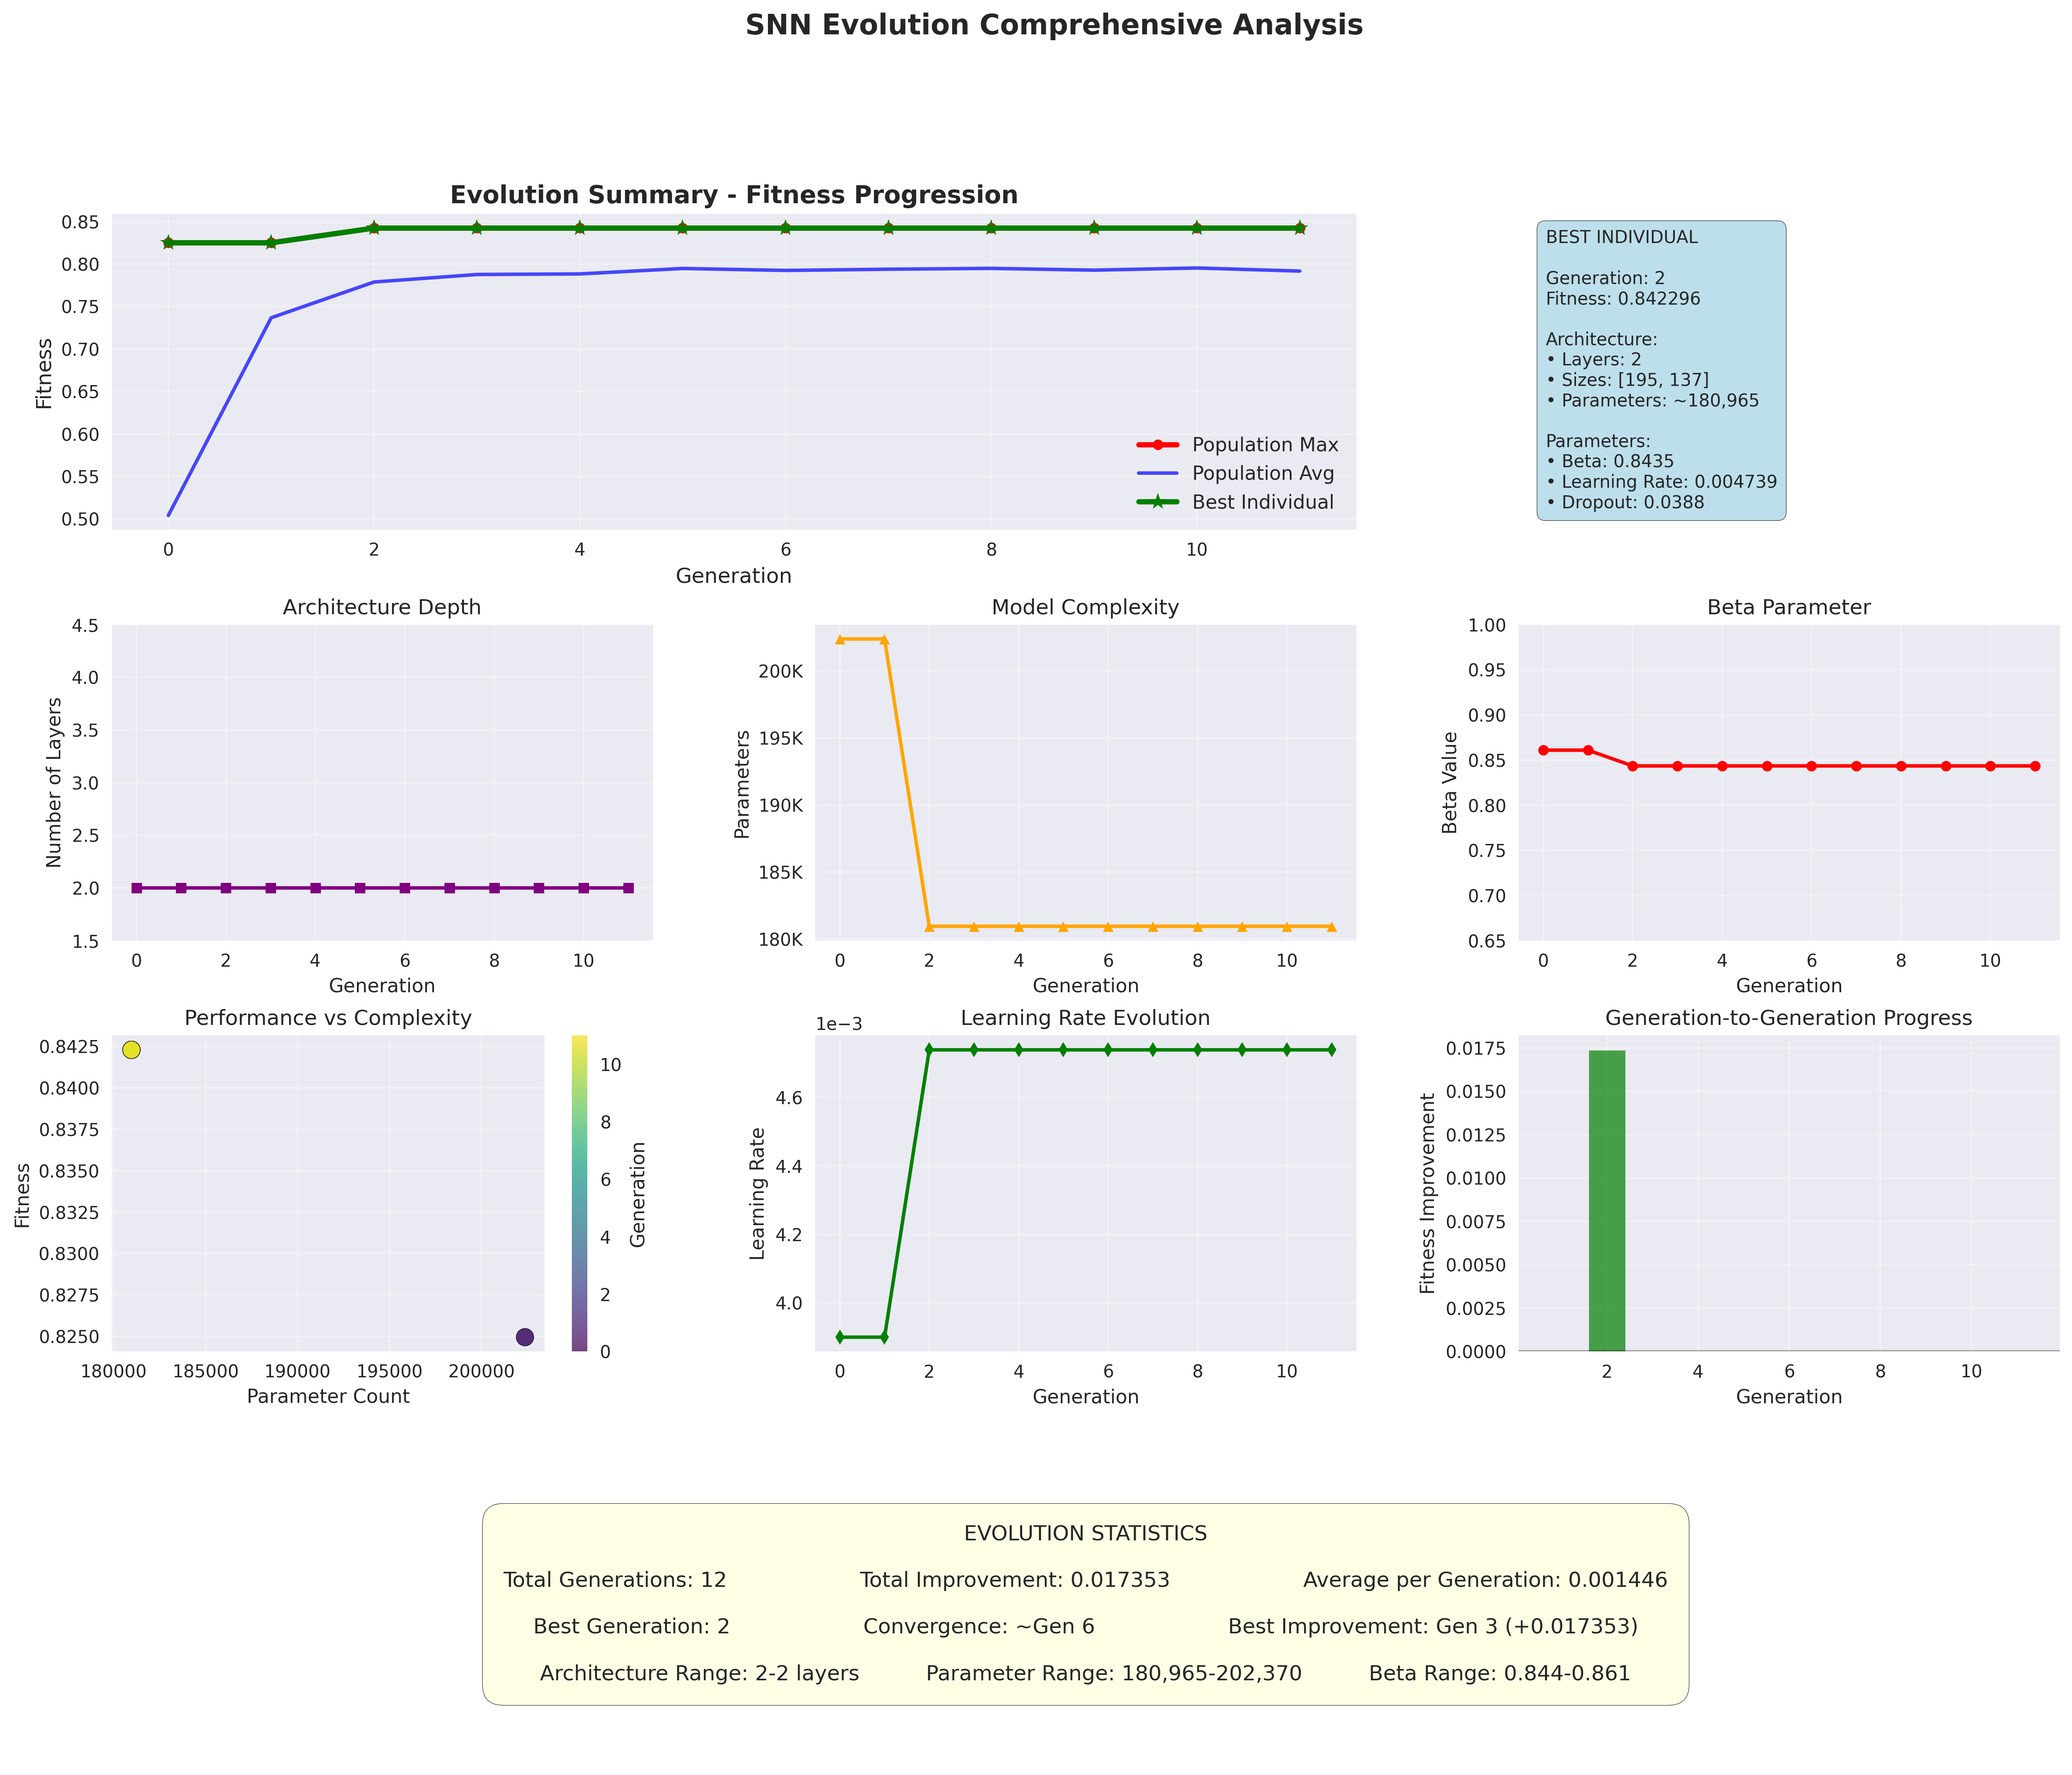 SNN Evolution Comprehensive Analysis
Evolution Summary - Fitness Progression
0.85
0.80
0.75
0.70
0.65
0.60
0.55
0.50
Fitness
0 2 4 6 8 10
Generation
Population Max
Population Avg
Best Individual
BEST INDIVIDUAL
Generation: 2
Fitness: 0.842296
Architecture:
• Layers: 2
• Sizes: [195, 137]
• Parameters: ~180,965
Parameters:
• Beta: 0.8435
• Learning Rate: 0.004739
• Dropout: 0.0388
Architecture Depth
4.5
4.0
3.5
3.0
2.5
2.0
1.5
Number of Layers
0 2 4 6 8 10
Generation
Model Complexity
200K
195K
190K
185K
180K
Parameters
0 2 4 6 8 10
Generation
Beta Parameter
1.00
0.95
0.90
0.85
0.80
0.75
0.70
0.65
Beta Value
0 2 4 6 8 10
Generation
Performance vs Complexity
0.8425
0.8400
0.8375
0.8350
0.8325
0.8300
0.8275
0.8250
Fitness
180000 185000 190000 195000 200000
Parameter Count
10
8
6
4
2
0
Generation
Learning Rate Evolution
1e−3
4.6
4.4
4.2
4.0
Learning Rate
0 2 4 6 8 10
Generation
Generation-to-Generation Progress
0.0175
0.0150
0.0125
0.0100
0.0075
0.0050
0.0025
0.0000
Fitness Improvement
2 4 6 8 10
Generation
EVOLUTION STATISTICS
Total Generations: 12 Total Improvement: 0.017353 Average per Generation: 0.001446
Best Generation: 2 Convergence: ~Gen 6 Best Improvement: Gen 3 (+0.017353)
Architecture Range: 2-2 layers Parameter Range: 180,965-202,370 Beta Range: 0.844-0.861